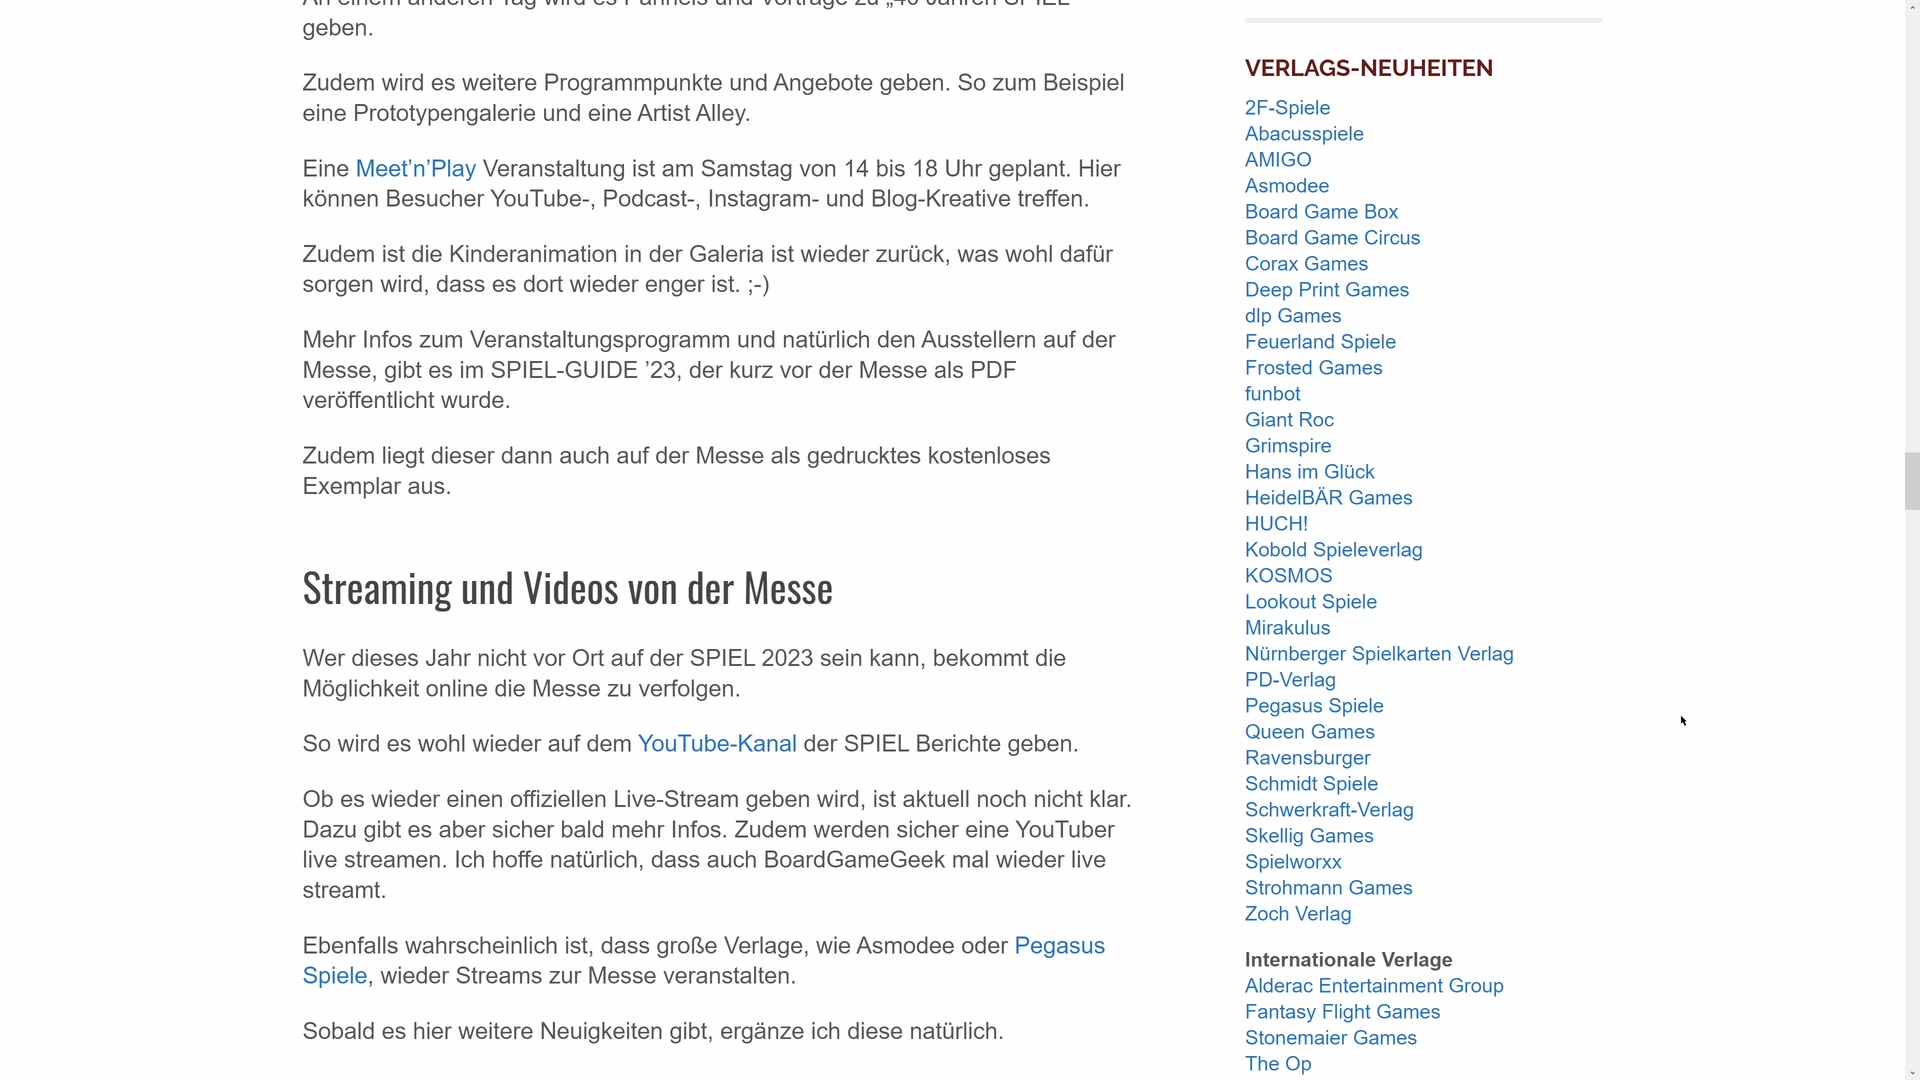 An einem anderen Tag wird es Pannels und Vorträge zu „40 Jahren SPIEL“
geben.
Zudem wird es weitere Programmpunkte und Angebote geben. So zum Beispiel
eine Prototypengalerie und eine Artist Alley.
Eine Meet’n’Play Veranstaltung ist am Samstag von 14 bis 18 Uhr geplant. Hier
können Besucher YouTube-, Podcast-, Instagram- und Blog-Kreative treffen.
Zudem ist die Kinderanimation in der Galeria ist wieder zurück, was wohl dafür
sorgen wird, dass es dort wieder enger ist. ;-)
Mehr Infos zum Veranstaltungsprogramm und natürlich den Ausstellern auf der
Messe, gibt es im SPIEL-GUIDE ’23, der kurz vor der Messe als PDF
veröffentlicht wurde.
Zudem liegt dieser dann auch auf der Messe als gedrucktes kostenloses
Exemplar aus.
Streaming und Videos von der Messe
Wer dieses Jahr nicht vor Ort auf der SPIEL 2023 sein kann, bekommt die
Möglichkeit online die Messe zu verfolgen.
So wird es wohl wieder auf dem YouTube-Kanal der SPIEL Berichte geben.
Ob es wieder einen offiziellen Live-Stream geben wird, ist aktuell noch nicht klar.
Dazu gibt es aber sicher bald mehr Infos. Zudem werden sicher eine YouTuber
live streamen. Ich hoffe natürlich, dass auch BoardGameGeek mal wieder live
streamt.
Ebenfalls wahrscheinlich ist, dass große Verlage, wie Asmodee oder Pegasus
Spiele, wieder Streams zur Messe veranstalten.
Sobald es hier weitere Neuigkeiten gibt, ergänze ich diese natürlich.
VERLAGS-NEUHEITEN
2F-Spiele
Abacusspiele
AMIGO
Asmodee
Board Game Box
Board Game Circus
Corax Games
Deep Print Games
dlp Games
Feuerland Spiele
Frosted Games
funbot
Giant Roc
Grimspire
Hans im Glück
HeidelBÄR Games
HUCH!
Kobold Spieleverlag
KOSMOS
Lookout Spiele
Mirakulus
Nürnberger Spielkarten Verlag
PD-Verlag
Pegasus Spiele
Queen Games
Ravensburger
Schmidt Spiele
Schwerkraft-Verlag
Skellig Games
Spielworxx
Strohmann Games
Zoch Verlag
Internationale Verlage
Alderac Entertainment Group
Fantasy Flight Games
Stonemaier Games
The Op